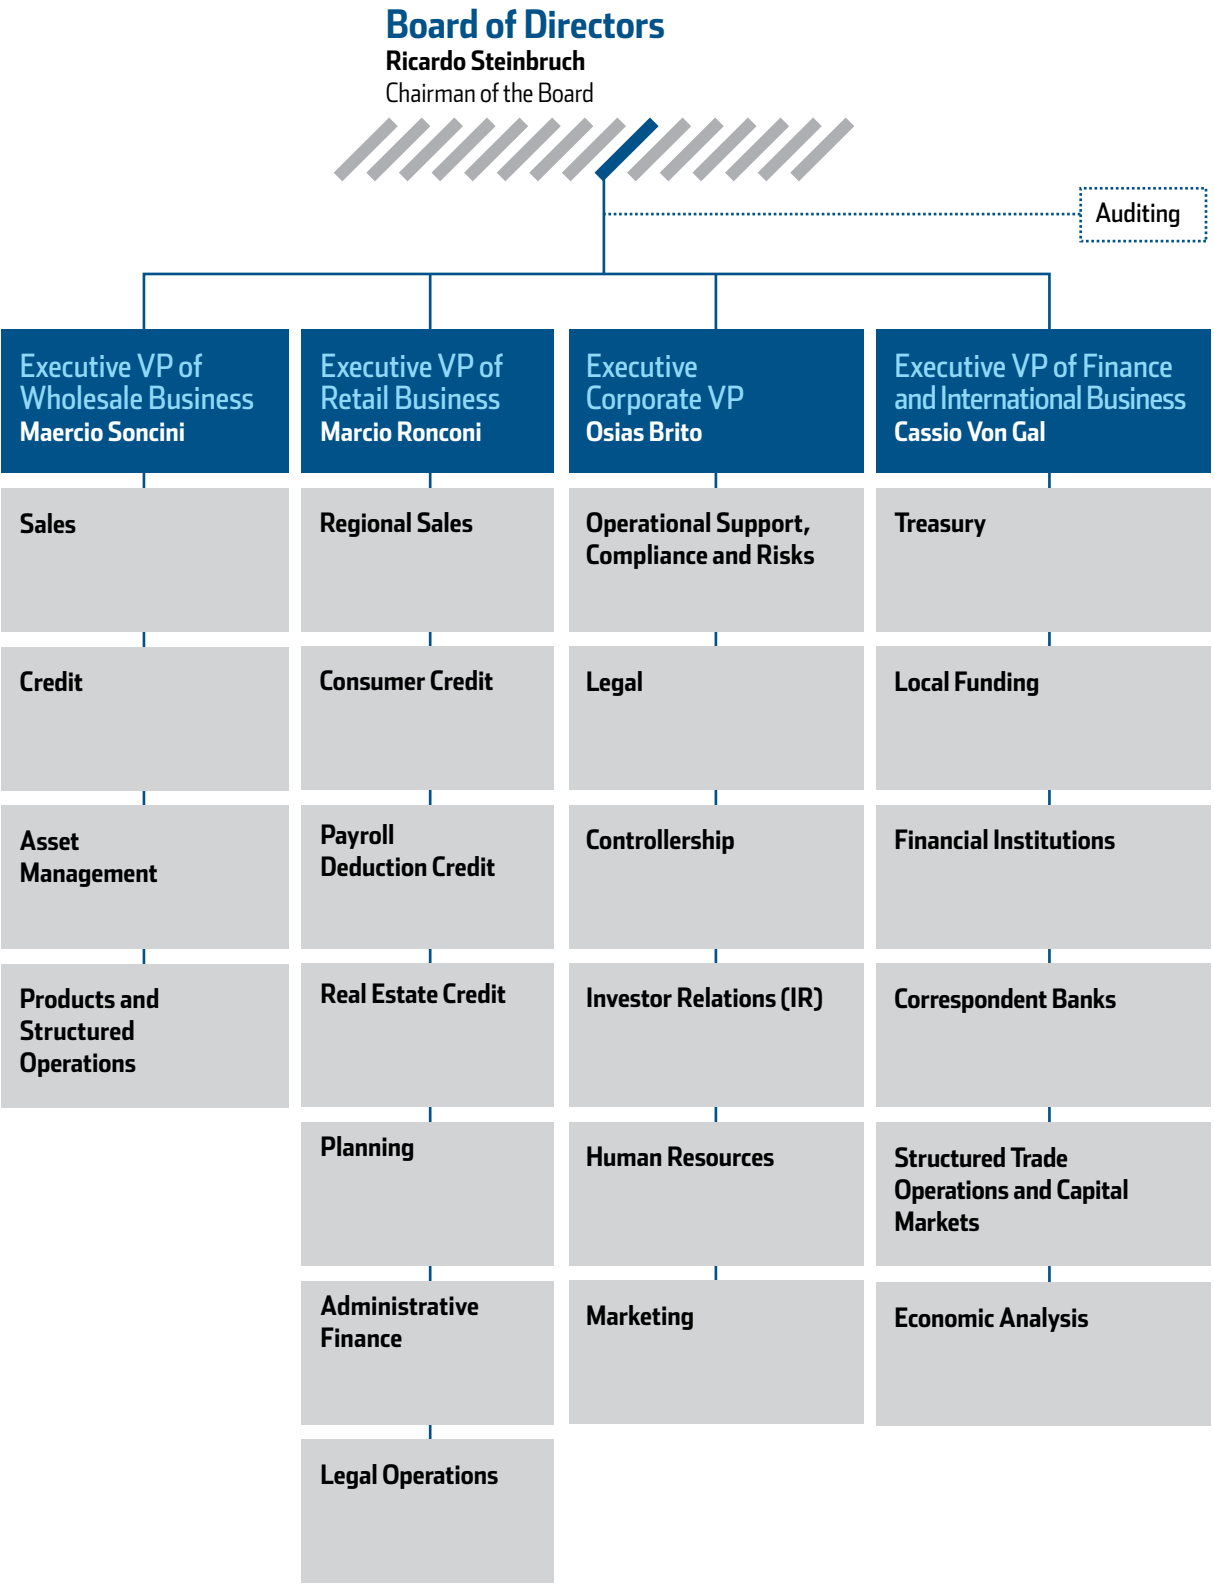 Board of Directors
Ricardo Steinbruch
Chairman of the Board
Auditing
Executive VP of
Wholesale Business
Maercio Soncini
Sales
Credit
Asset
Management
Products and
Structured
Operations
Executive VP of
Retail Business
Marcio Ronconi
Regional Sales
Consumer Credit
Payroll
Deduction Credit
Real Estate Credit
Planning
Administrative
Finance
Legal Operations
Executive
Corporate VP
Osias Brito
Operational Support,
Compliance and Risks
Legal
Controllership
Investor Relations (IR)
Human Resources
Marketing
Executive VP of Finance
and International Business
Cassio Von Gal
Treasury
Local Funding
Financial Institutions
Correspondent Banks
Structured Trade
Operations and Capital
Markets
Economic Analysis